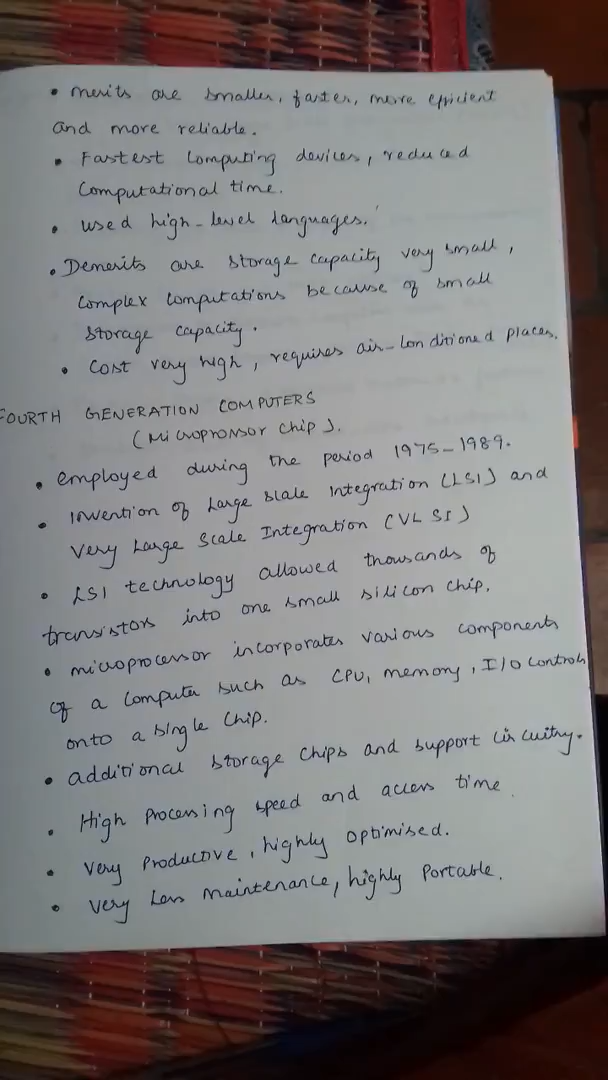 • merits are smaller, faster, more efficient
and more reliable.
• Fastest Computing devices, reduced
Computational time.
• used high-level languages.
• Demerits are storage capacity very small,
complex computations because of small
storage capacity.
• cost very high, requires air-conditioned places.
FOURTH GENERATION COMPUTERS
(Microprossor chip).
• employed during the period 1975-1989.
• Invention of Large Scale Integration (LSI) and
Very Large Scale Integration (VLSI)
• LSI technology allowed thousands of
transistors into one small silicon chip.
• microprocessor incorporates various components
of a Computer such as CPU, memory, I/O controls
onto a single chip.
• additional storage chips and support circuitry.
• High processing speed and access time.
• very Productive, highly Optimised.
• very Less maintenance, highly Portable.